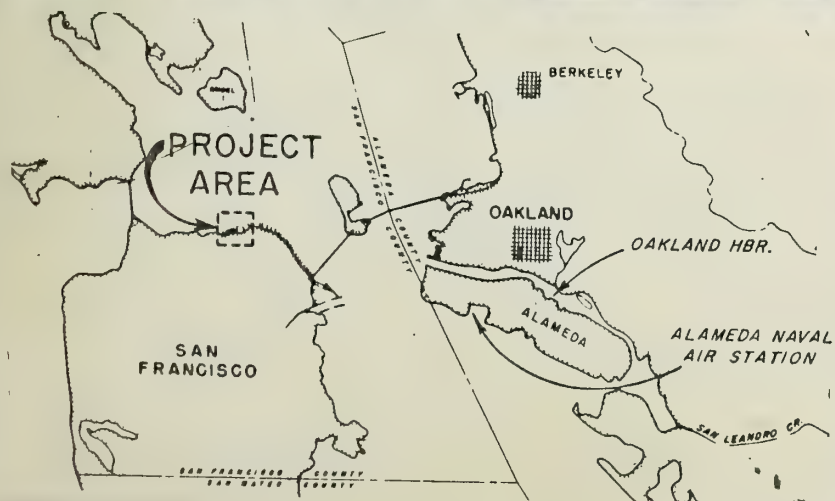 BERKELEY
PROJECT
AREA
ALAMEDA
SAN FRANCISCO
COUNTY
COUNTY
OAKLAND
OAKLAND HBR.
ALAMEDA
ALAMEDA NAVAL
AIR STATION
SAN
FRANCISCO
SAN LEANDRO CR.
SAN FRANCISCO COUNTY
SAN MATEO COUNTY